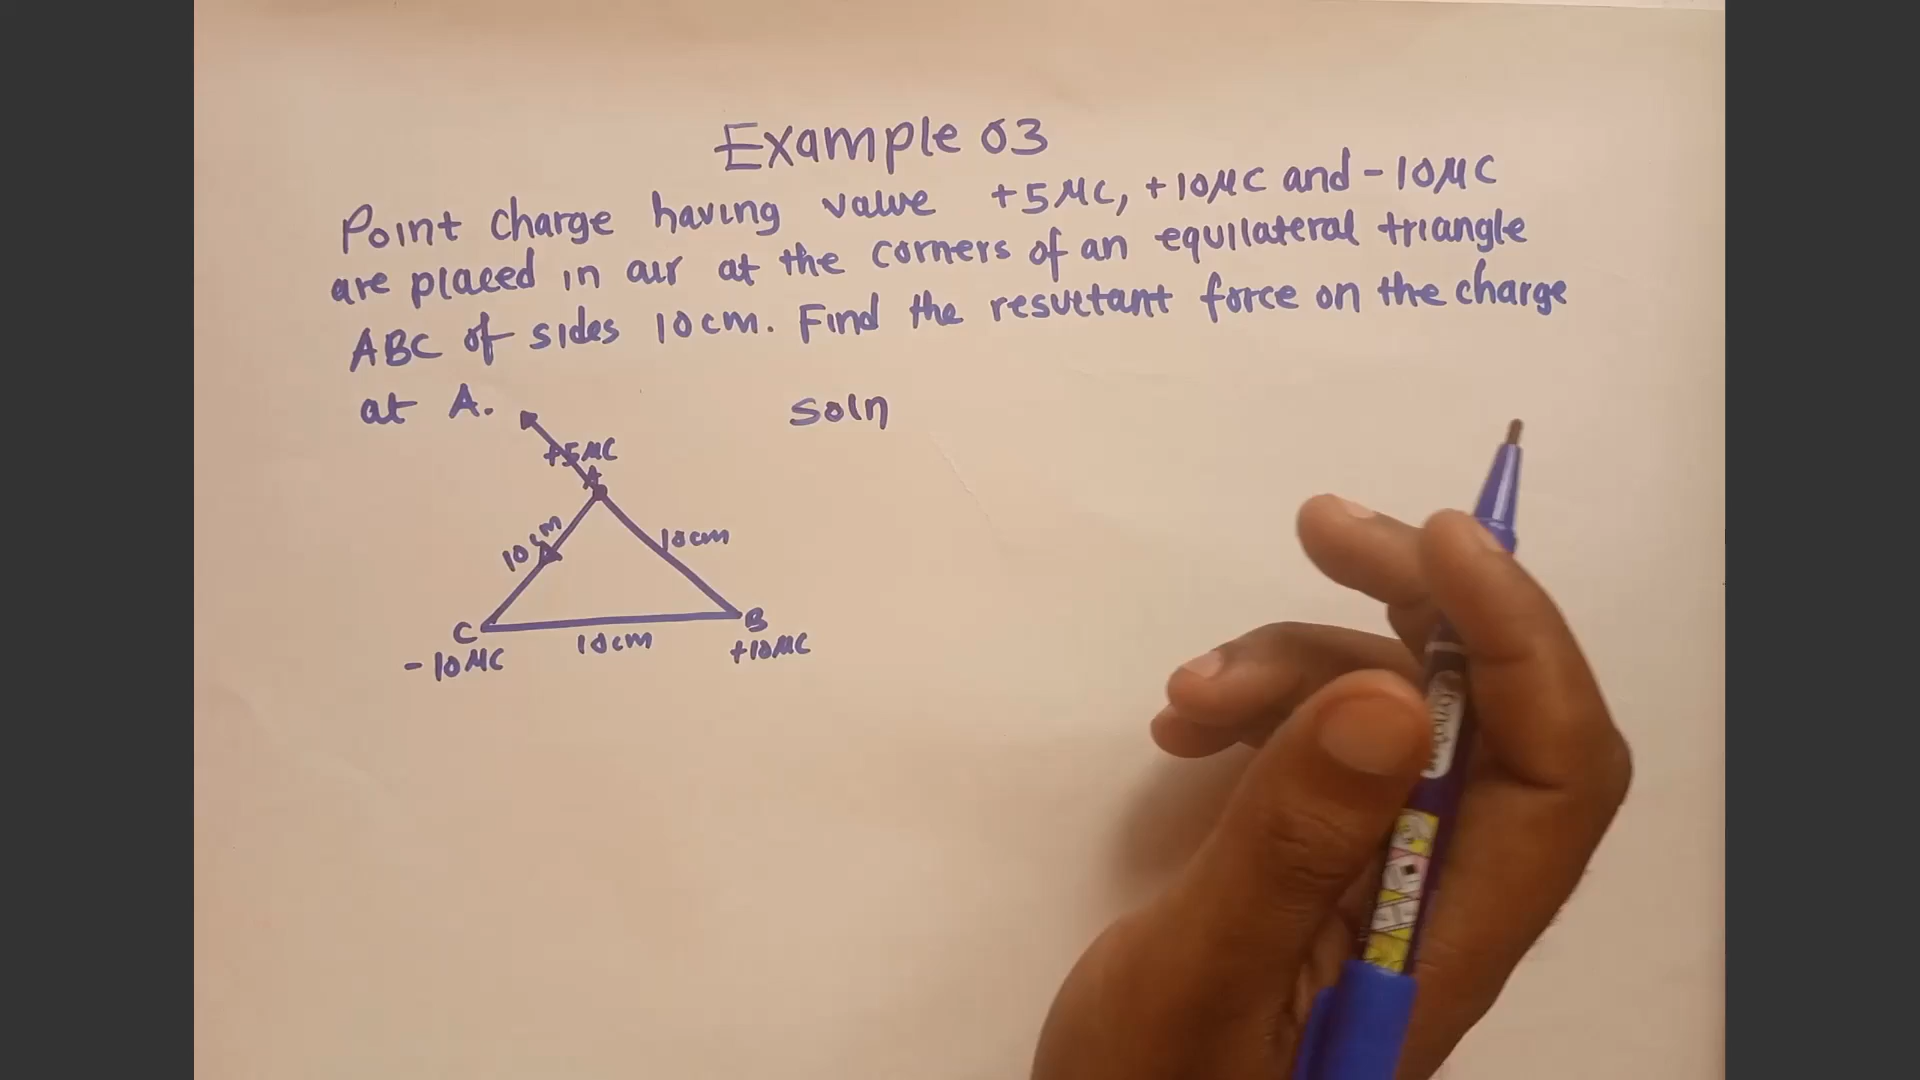 Example 03
Point charge having value +5μC, +10μC and -10μC
are placed in air at the corners of an equilateral triangle
ABC of sides 10cm. Find the resultant force on the charge
at A.
soln
+5μC
A
10cm
10cm
C
B
10cm
-10μC
+10μC